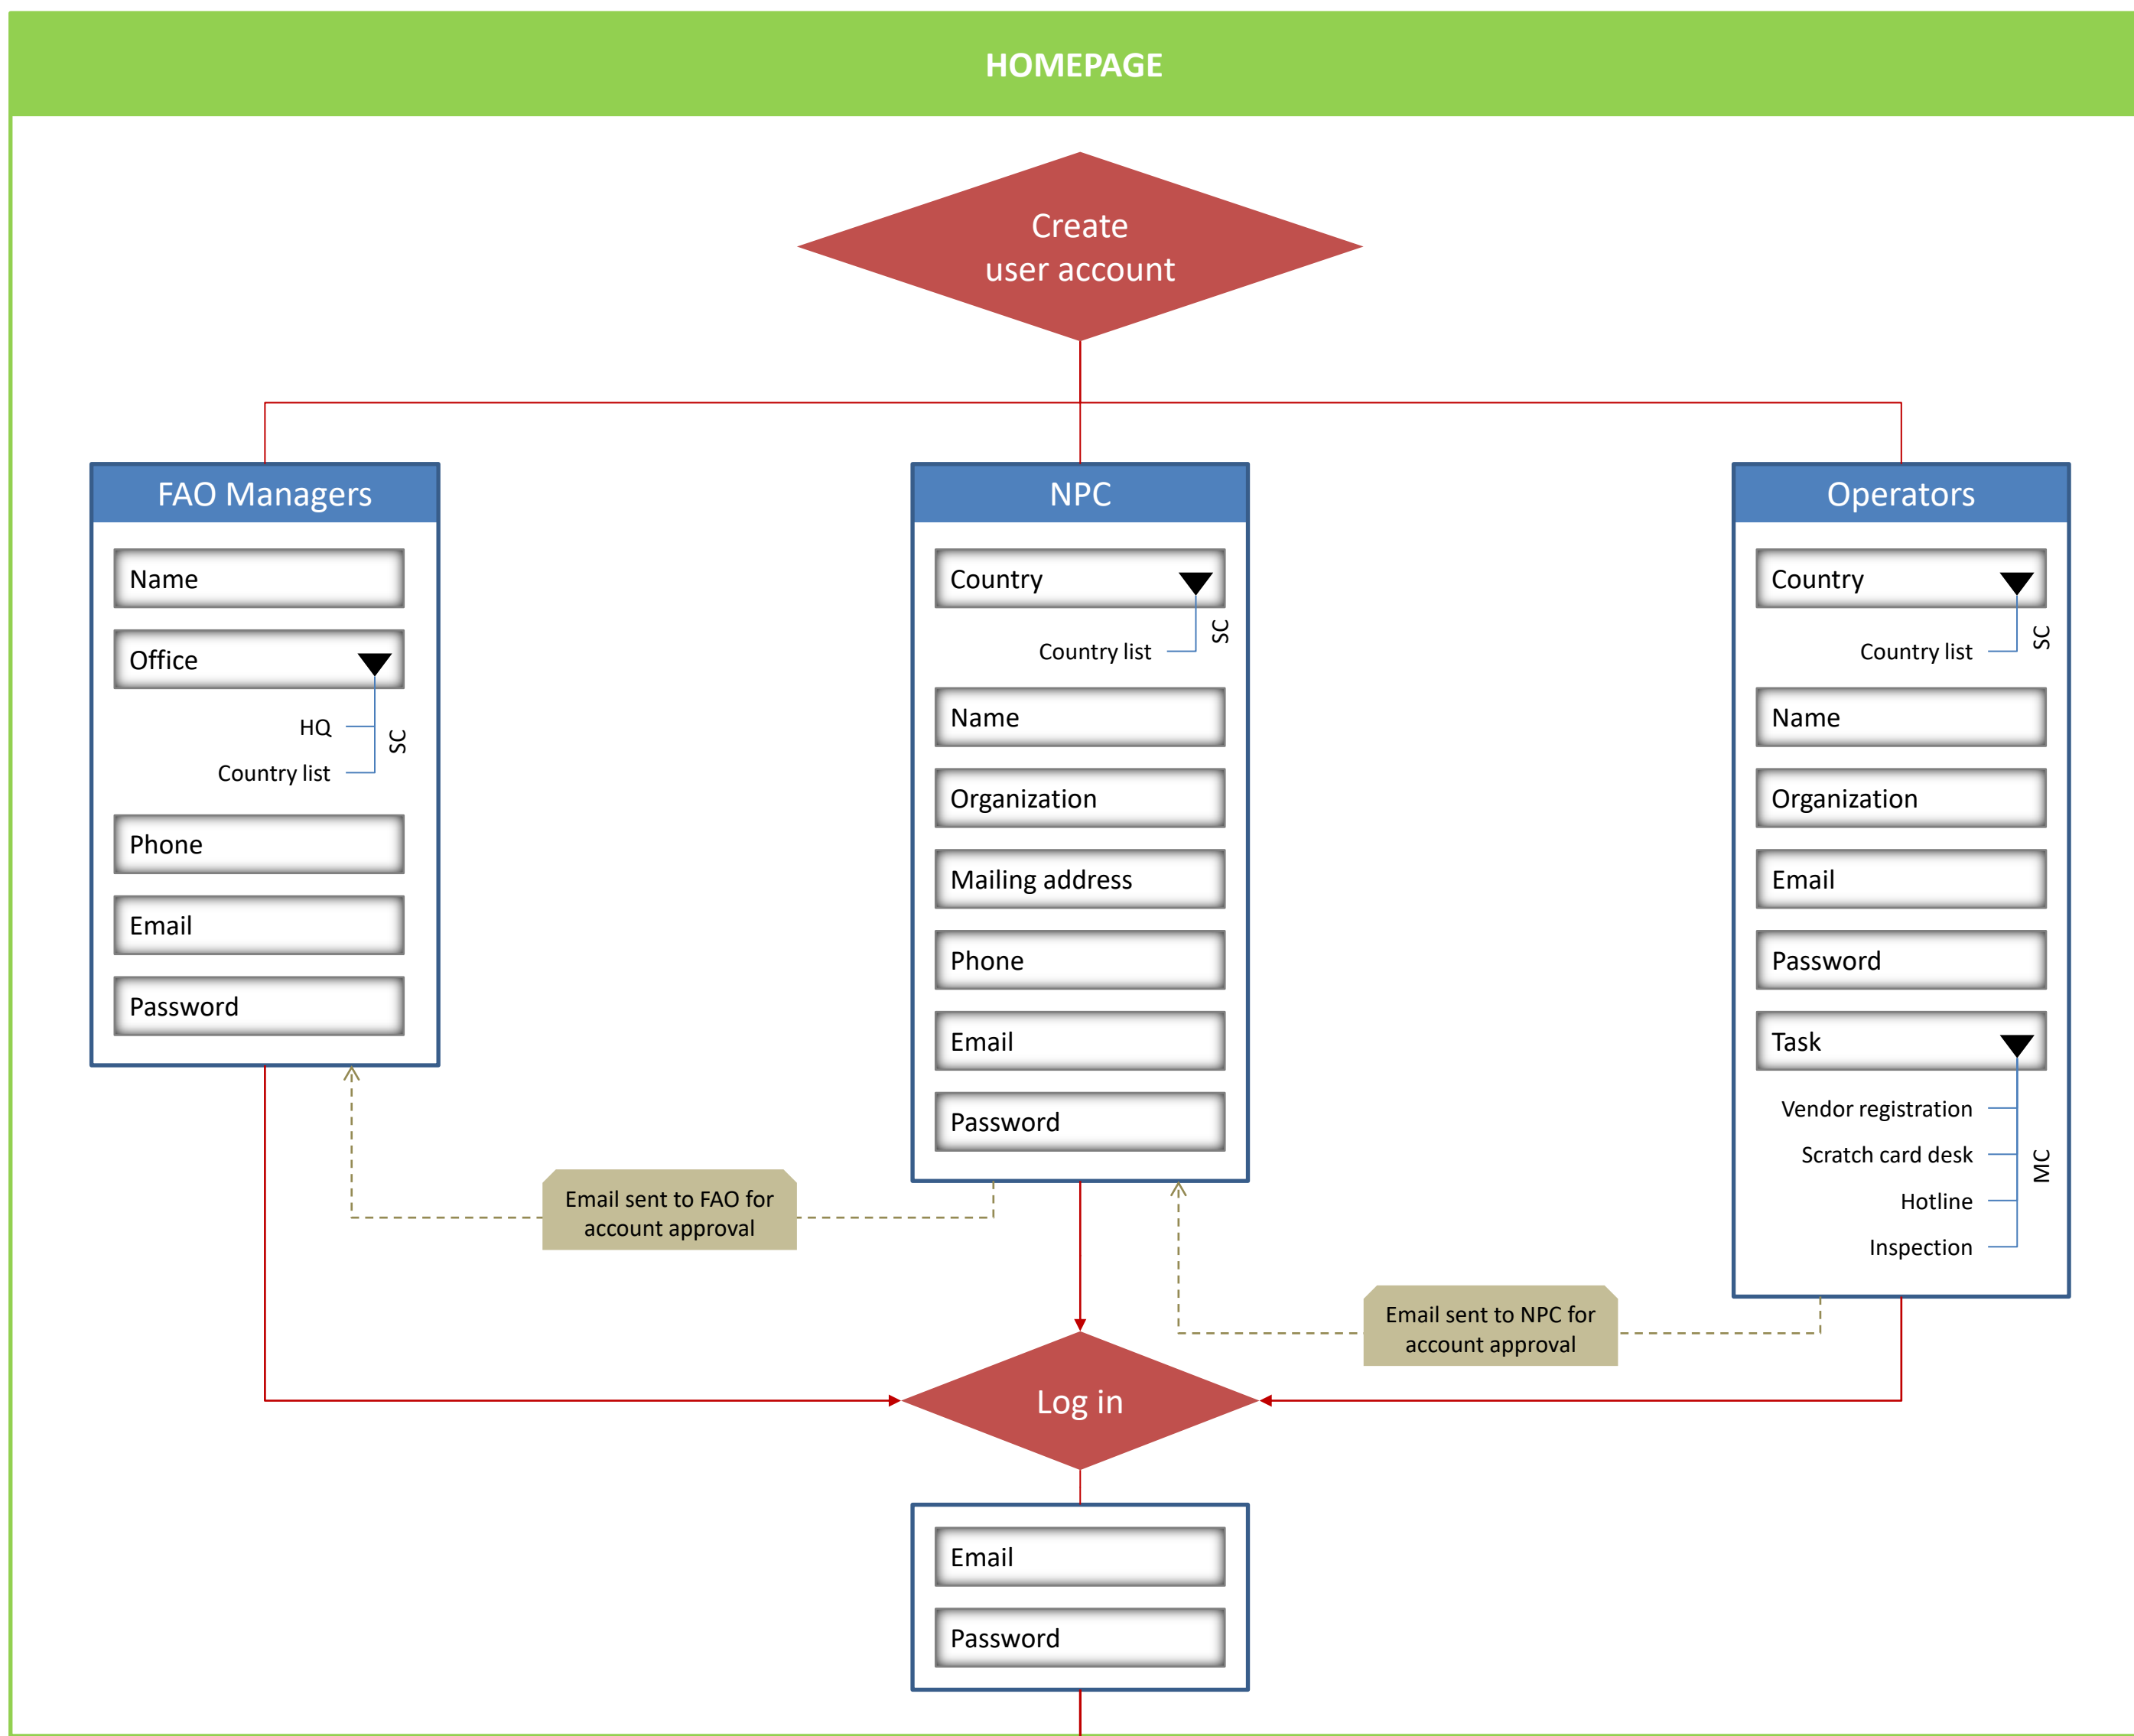 HOMEPAGE
Create
user account
FAO Managers
Name
Office
HQ
Country list
SC
Phone
Email
Password
NPC
Country
Country list
SC
Name
Organization
Mailing address
Phone
Email
Password
Operators
Country
Country list
SC
Name
Organization
Email
Password
Task
Vendor registration
Scratch card desk
Hotline
Inspection
MC
Email sent to FAO for
account approval
Email sent to NPC for
account approval
Log in
Email
Password